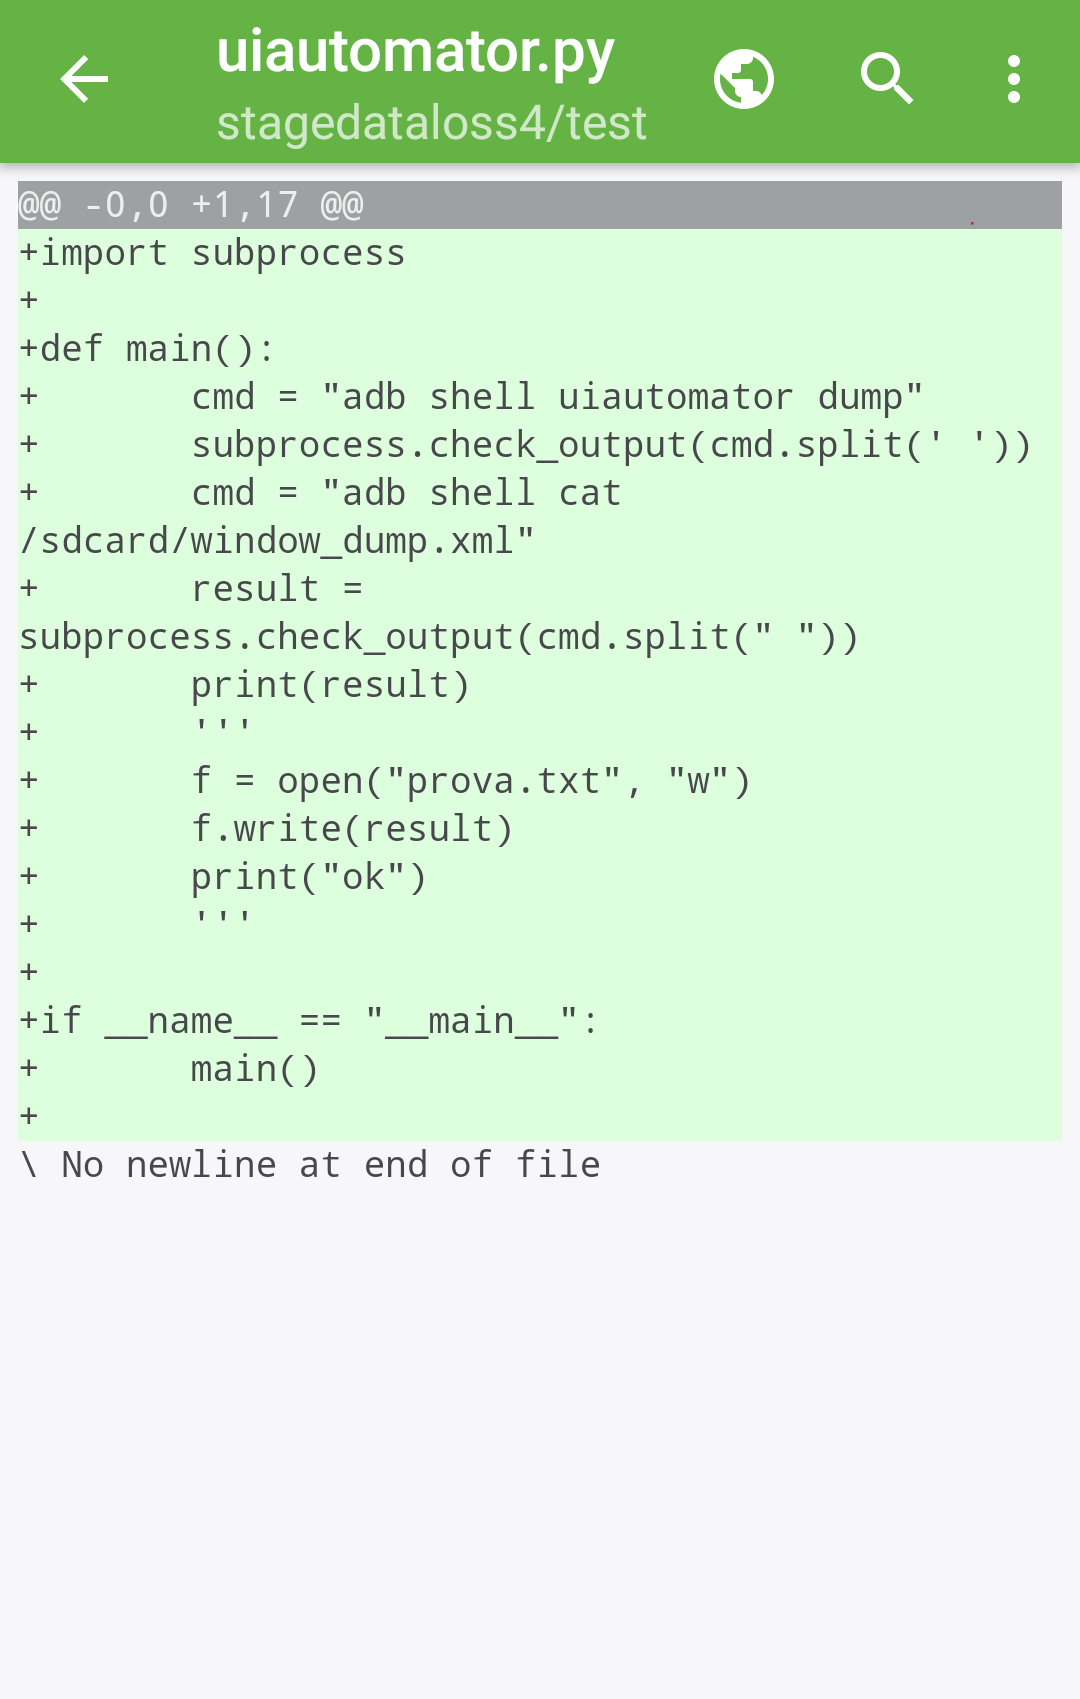 uiautomator.py
stagedataloss4/test
@@ -0,0 +1,17 @@
+import subprocess
+
+def main():
+       cmd = "adb shell uiautomator dump"
+       subprocess.check_output(cmd.split(' '))
+       cmd = "adb shell cat
/sdcard/window_dump.xml"
+       result =
subprocess.check_output(cmd.split(" "))
+       print(result)
+       '''
+       f = open("prova.txt", "w")
+       f.write(result)
+       print("ok")
+       '''
+
+if __name__ == "__main__":
+       main()
+
\ No newline at end of file